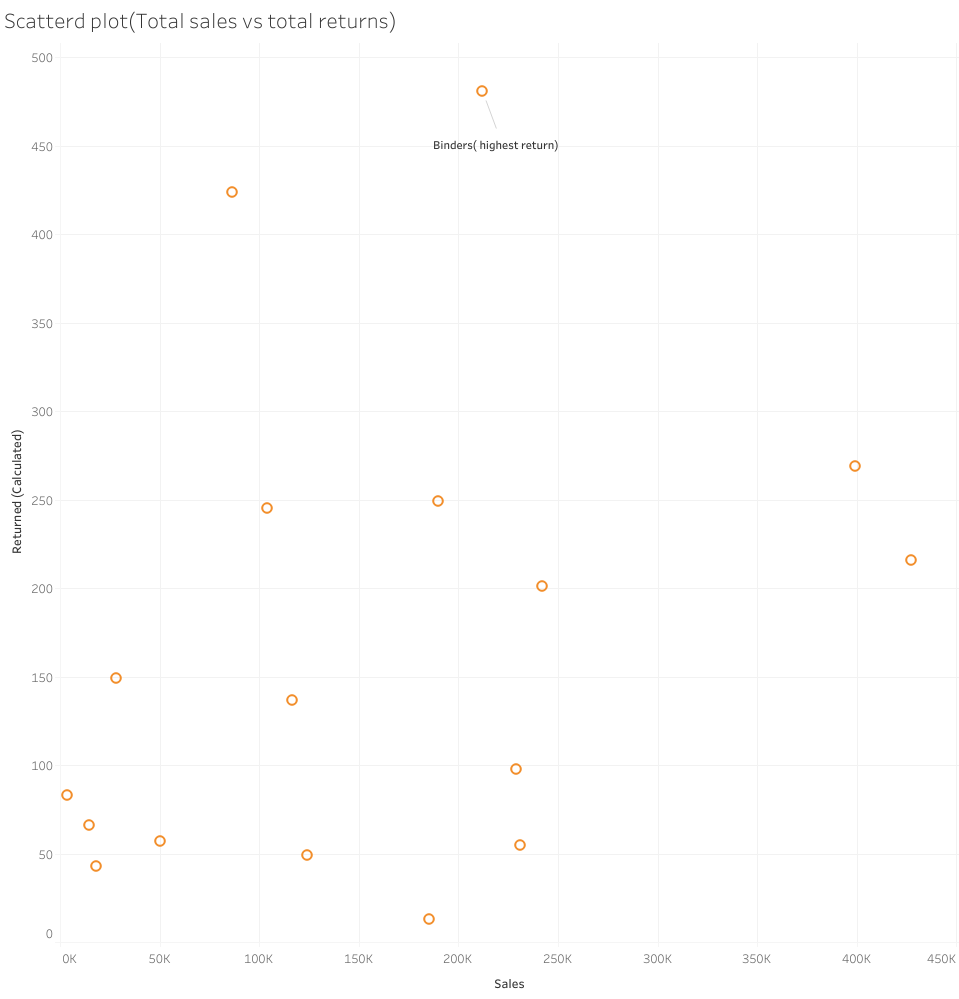 Scatterd plot(Total sales vs total returns)
500
Binders( highest return)
450
400
350
300
250
200
150
100
50
0
Returned (Calculated)
0K 50K 100K 150K 200K 250K 300K 350K 400K 450K
Sales